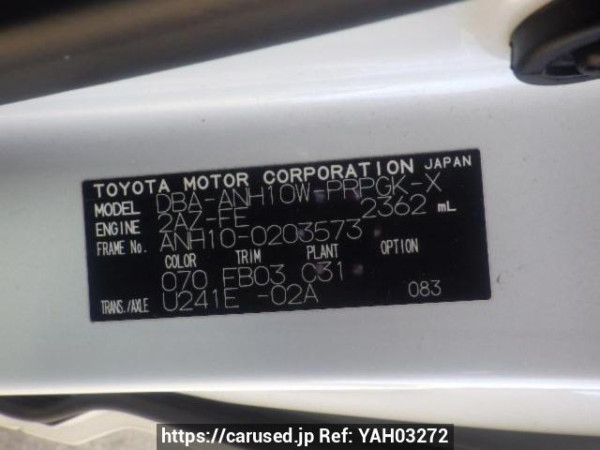 TOYOTA MOTOR CORPORATION JAPAN
MODEL DBA-ANH10W-PRPGK-X
ENGINE 2AZ-FE 2362 mL
FRAME NO. ANH10-0203573
COLOR TRIM PLANT OPTION
070 FB03 C31
TRANS./AXLE U241E -02A 083
https://carused.jp Ref: YAH03272